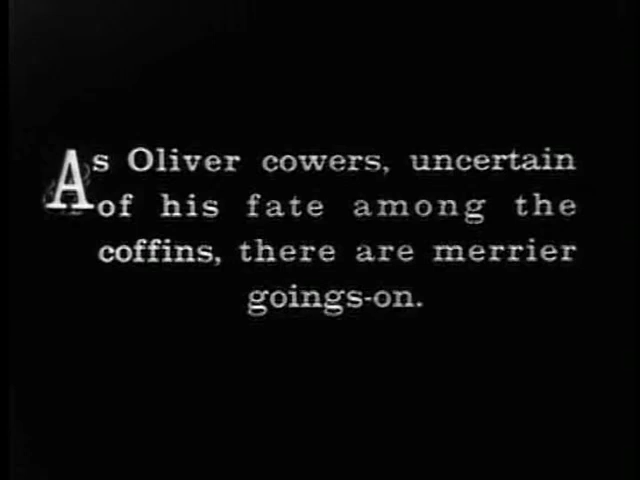 As Oliver cowers, uncertain
of his fate among the
coffins, there are merrier
goings-on.